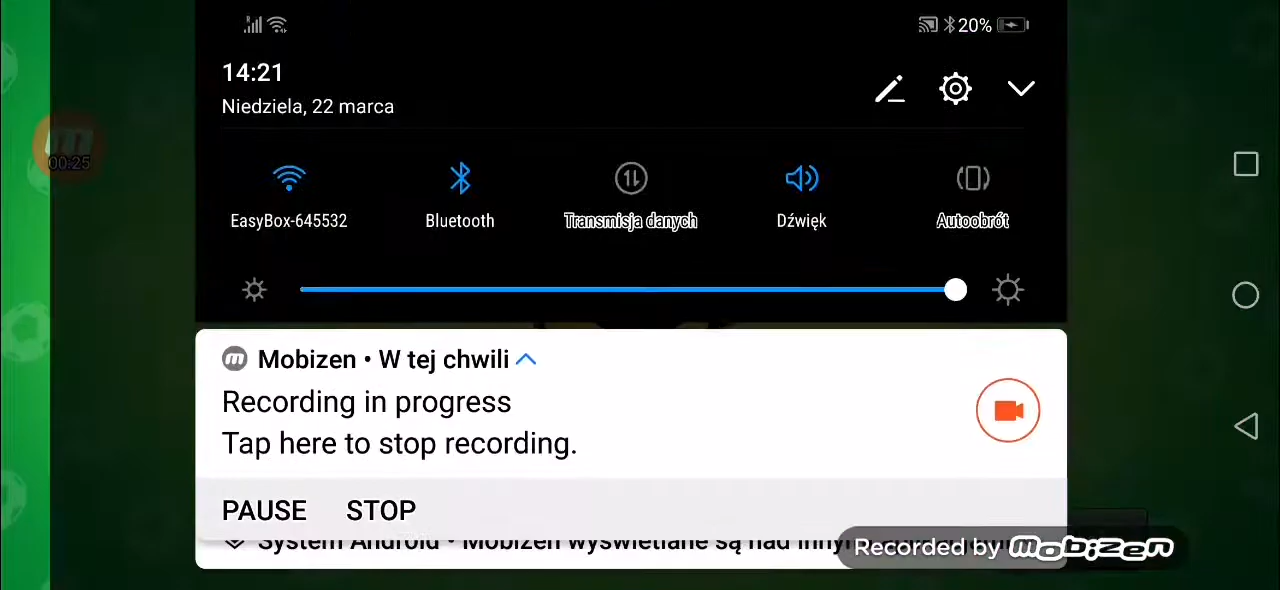 20%
14:21
Niedziela, 22 marca
00:25
EasyBox-645532
Bluetooth
Transmisja danych
Dźwięk
Autoobrót
m Mobizen • W tej chwili
Recording in progress
Tap here to stop recording.
PAUSE STOP
System Android • Mobizen wyświetlane są nad innymi
Recorded by mobizen